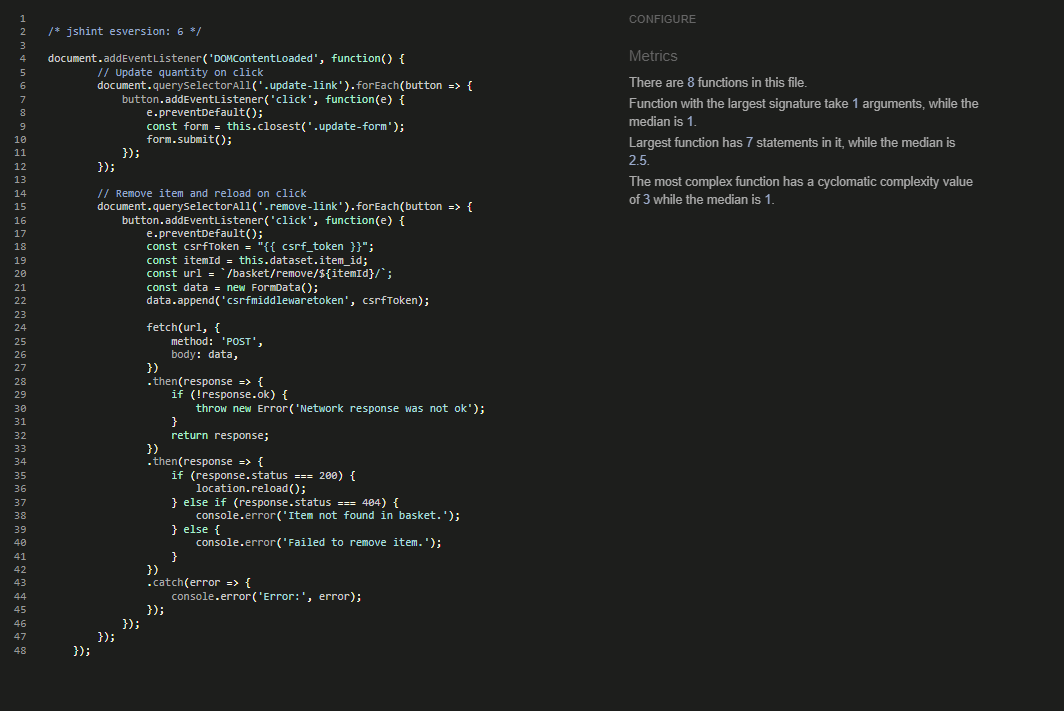 1
2 /* jshint esversion: 6 */
3
4 document.addEventListener('DOMContentLoaded', function() {
5 // Update quantity on click
6 document.querySelectorAll('.update-link').forEach(button => {
7 button.addEventListener('click', function(e) {
8 e.preventDefault();
9 const form = this.closest('.update-form');
10 form.submit();
11 });
12 });
13
14 // Remove item and reload on click
15 document.querySelectorAll('.remove-link').forEach(button => {
16 button.addEventListener('click', function(e) {
17 e.preventDefault();
18 const csrfToken = "{{ csrf_token }}";
19 const itemId = this.dataset.item_id;
20 const url = `/basket/remove/${itemId}/`;
21 const data = new FormData();
22 data.append('csrfmiddlewaretoken', csrfToken);
23
24 fetch(url, {
25 method: 'POST',
26 body: data,
27 })
28 .then(response => {
29 if (!response.ok) {
30 throw new Error('Network response was not ok');
31 }
32 return response;
33 })
34 .then(response => {
35 if (response.status === 200) {
36 location.reload();
37 } else if (response.status === 404) {
38 console.error('Item not found in basket.');
39 } else {
40 console.error('Failed to remove item.');
41 }
42 })
43 .catch(error => {
44 console.error('Error:', error);
45 });
46 });
47 });
48 });
CONFIGURE
Metrics
There are 8 functions in this file.
Function with the largest signature take 1 arguments, while the
median is 1.
Largest function has 7 statements in it, while the median is
2.5.
The most complex function has a cyclomatic complexity value
of 3 while the median is 1.